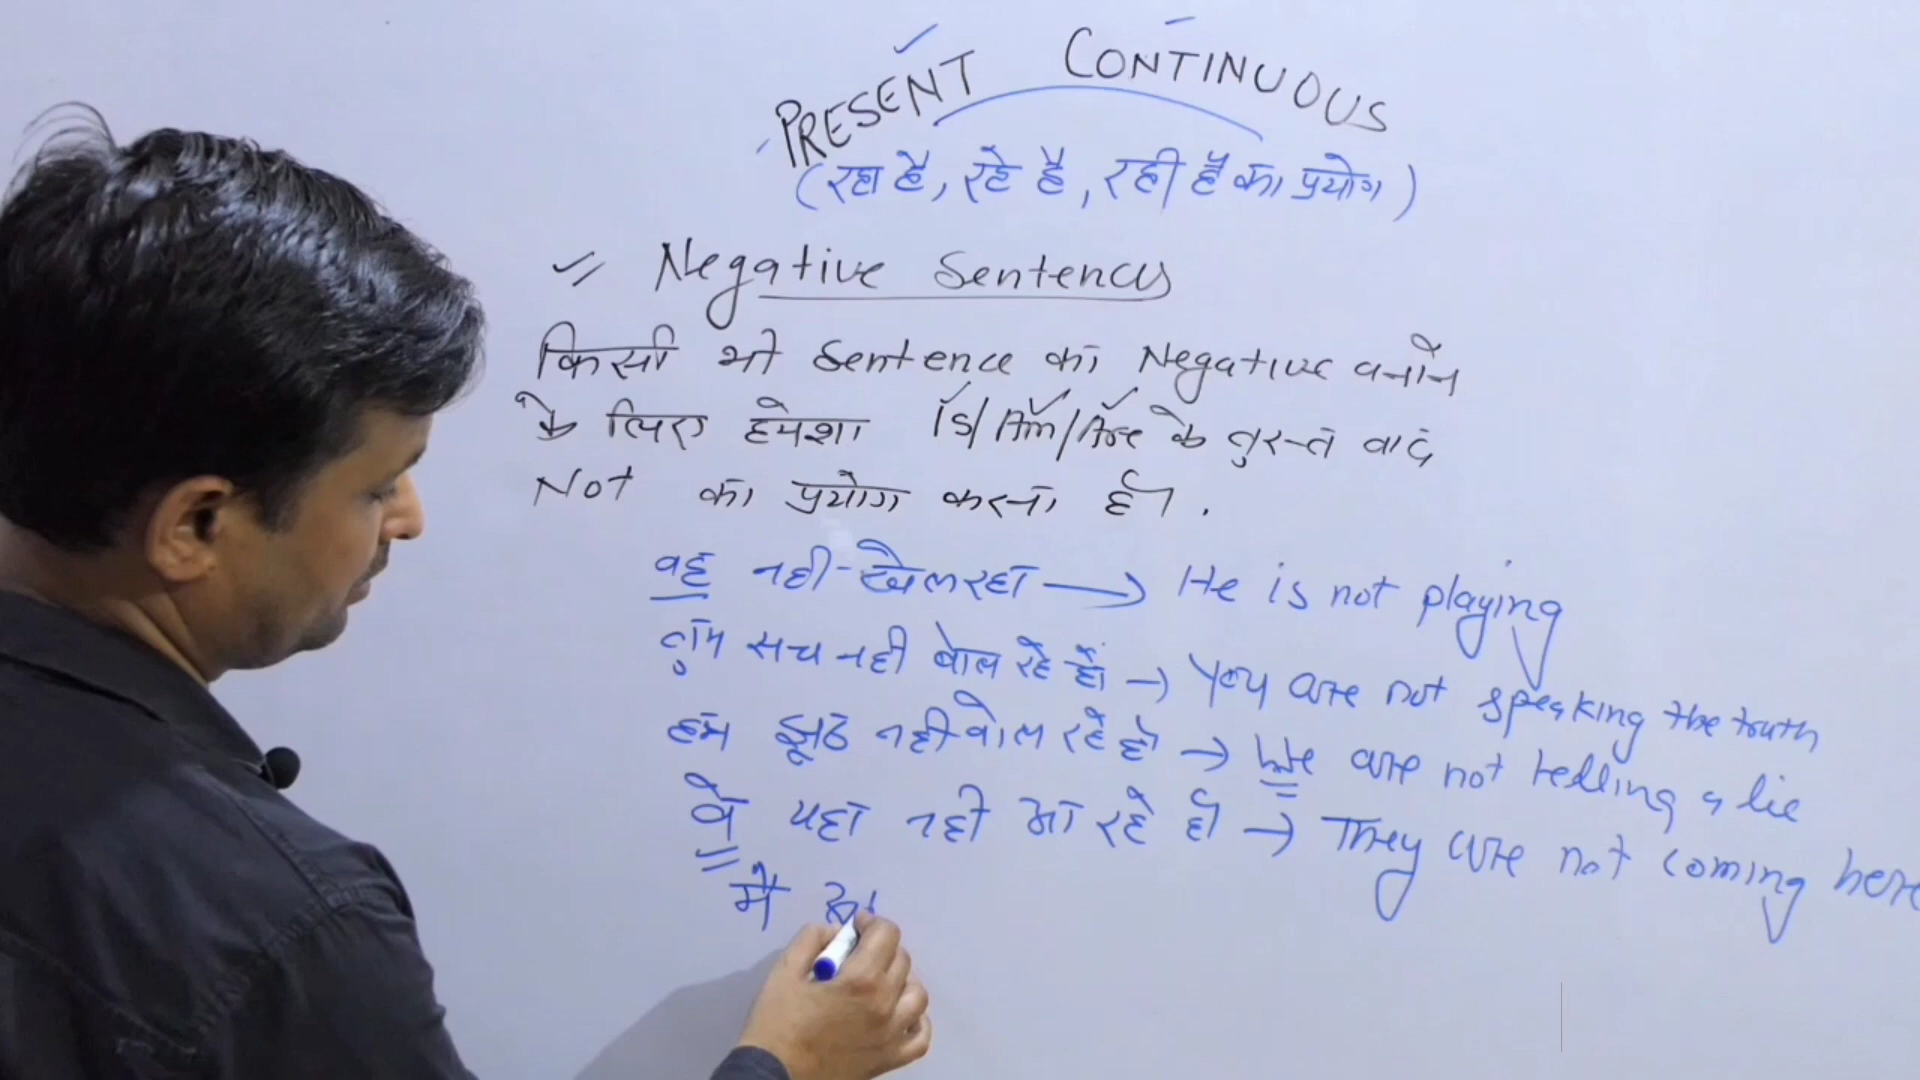 PRESENT CONTINUOUS
(रहा है, रहे है, रही है का प्रयोग)
Negative Sentences
किसी भी Sentence का Negative बनाने
के लिए हमेशा Is/Am/Are के तुरन्त बाद
Not का प्रयोग करना है।.
वह नही खेल रहा → He is not playing
तुम सच नही बोल रहे हो → You are not speaking the truth
हम झूठ नही बोल रहे हो → We are not telling a lie
वे यहा नही आ रहे हो → They are not coming here
मै